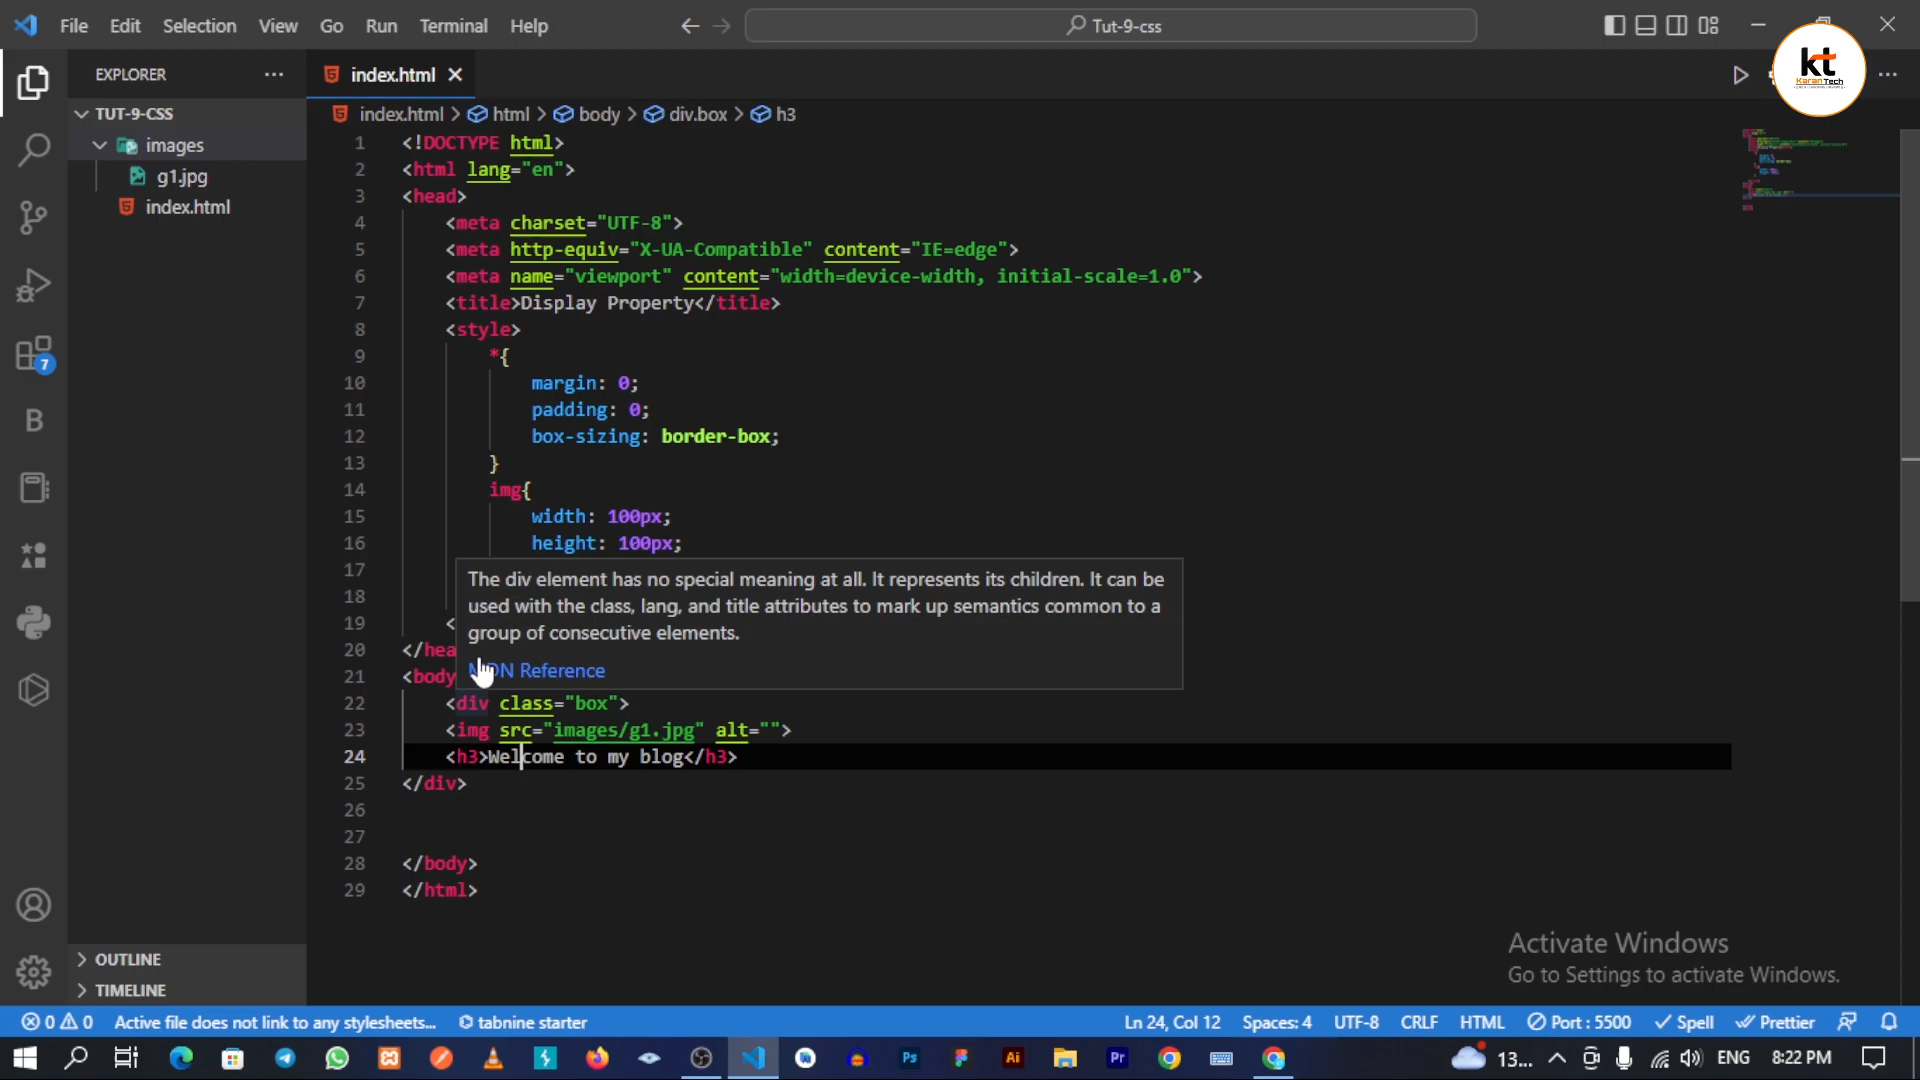 File Edit Selection View Go Run Terminal Help
Tut-9-css
kt
Karan Tech
EXPLORER
index.html
TUT-9-CSS
images
g1.jpg
index.html
index.html > html > body > div.box > h3
1 <!DOCTYPE html>
2 <html lang="en">
3 <head>
4 <meta charset="UTF-8">
5 <meta http-equiv="X-UA-Compatible" content="IE=edge">
6 <meta name="viewport" content="width=device-width, initial-scale=1.0">
7 <title>Display Property</title>
8 <style>
9 *{
10 margin: 0;
11 padding: 0;
12 box-sizing: border-box;
13 }
14 img{
15 width: 100px;
16 height: 100px;
17
18
19 <
20 </hea
21 <body
The div element has no special meaning at all. It represents its children. It can be
used with the class, lang, and title attributes to mark up semantics common to a
group of consecutive elements.
MDN Reference
22 <div class="box">
23 <img src="images/g1.jpg" alt="">
24 <h3>Welcome to my blog</h3>
25 </div>
26
27
28 </body>
29 </html>
7
B
OUTLINE
TIMELINE
Activate Windows
Go to Settings to activate Windows.
0 0 Active file does not link to any stylesheets... tabnine starter
Ln 24, Col 12 Spaces: 4 UTF-8 CRLF HTML Port : 5500 Spell Prettier
Ps Ai Pr 13... ENG 8:22 PM